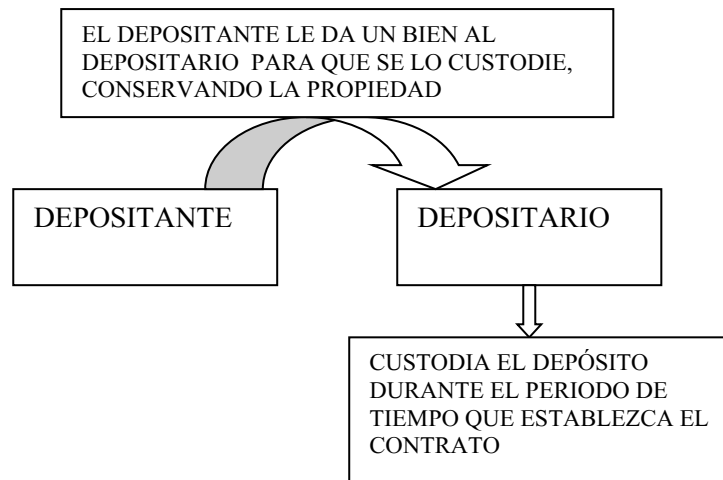 EL DEPOSITANTE LE DA UN BIEN AL
DEPOSITARIO PARA QUE SE LO CUSTODIE,
CONSERVANDO LA PROPIEDAD
DEPOSITANTE
DEPOSITARIO
CUSTODIA EL DEPÓSITO
DURANTE EL PERIODO DE
TIEMPO QUE ESTABLEZCA EL
CONTRATO